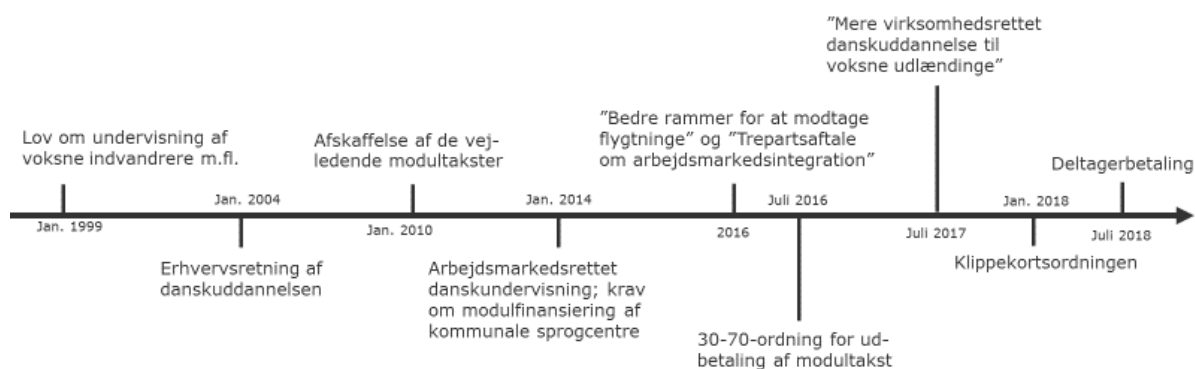 ”Mere virksomhedsrettet
danskuddannelse til
voksne udlændinge”
Lov om undervisning af
voksne indvandrere m.fl.
Afskaffelse af de vej-
ledende modultakster
”Bedre rammer for at modtage
flygtninge” og ”Trepartsaftale
om arbejdsmarkedsintegration”
Deltagerbetaling
Jan. 2004
Jan. 2014
Juli 2016
Jan. 2018
Jan. 1999
Jan. 2010
2016
Juli 2017
Juli 2018
Erhvervsretning af
danskuddannelsen
Arbejdsmarkedsrettet
danskundervisning; krav
om modulfinansiering af
kommunale sprogcentre
Klippekortsordningen
30-70-ordning for ud-
betaling af modultakst